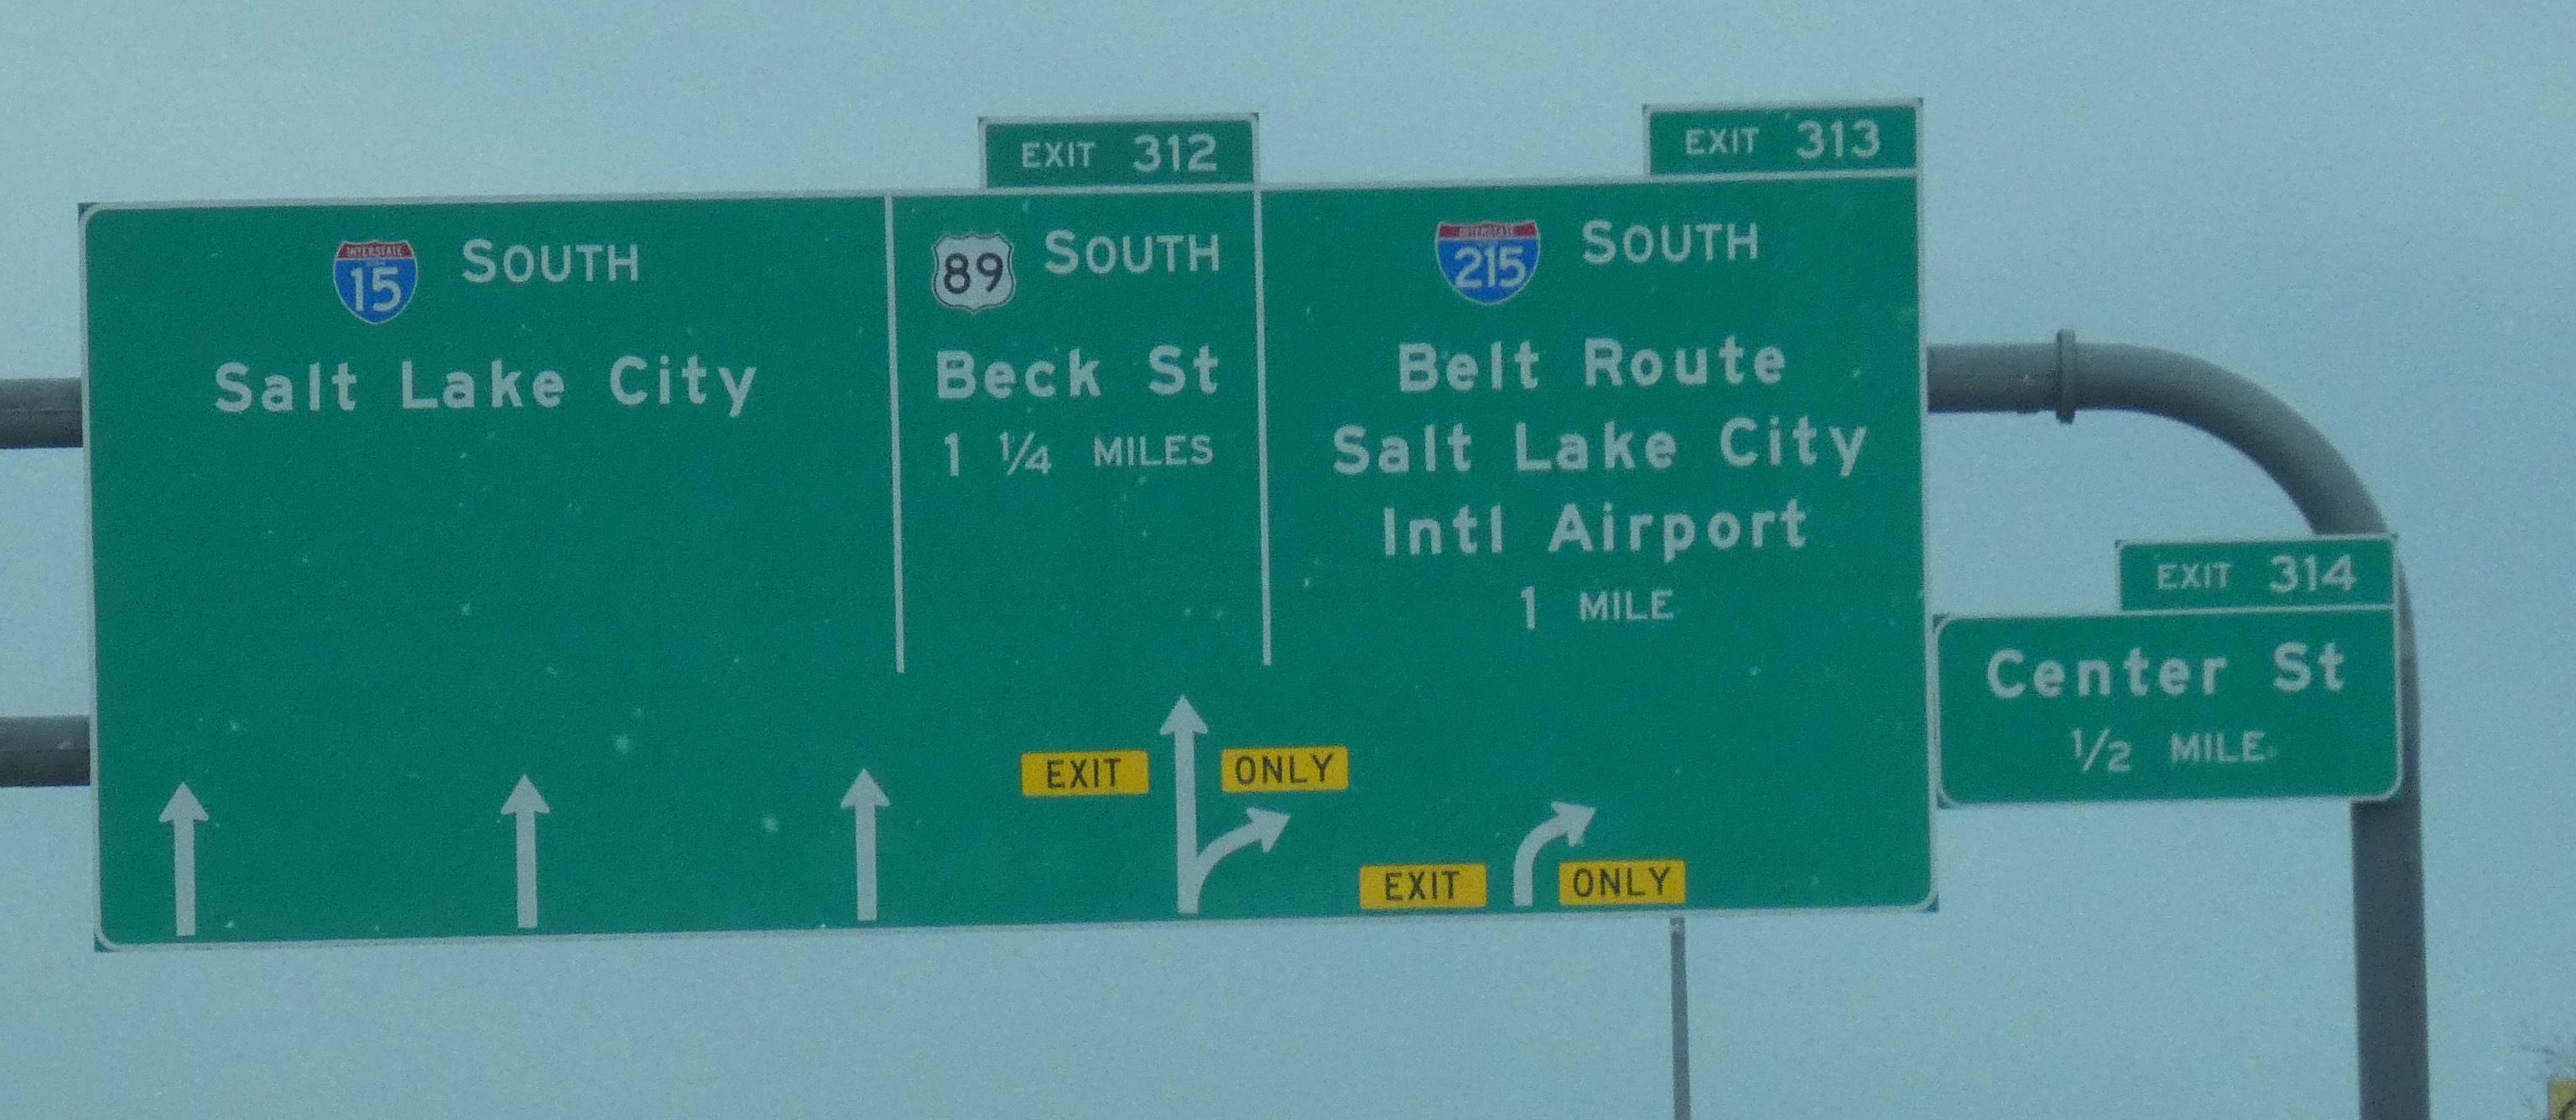 INTERSTATE
15
SOUTH
Salt Lake City
EXIT 312
89
SOUTH
Beck St
1 1/4 MILES
EXIT ONLY
EXIT 313
INTERSTATE
215
SOUTH
Belt Route
Salt Lake City
Intl Airport
1 MILE
EXIT ONLY
EXIT 314
Center St
1/2 MILE